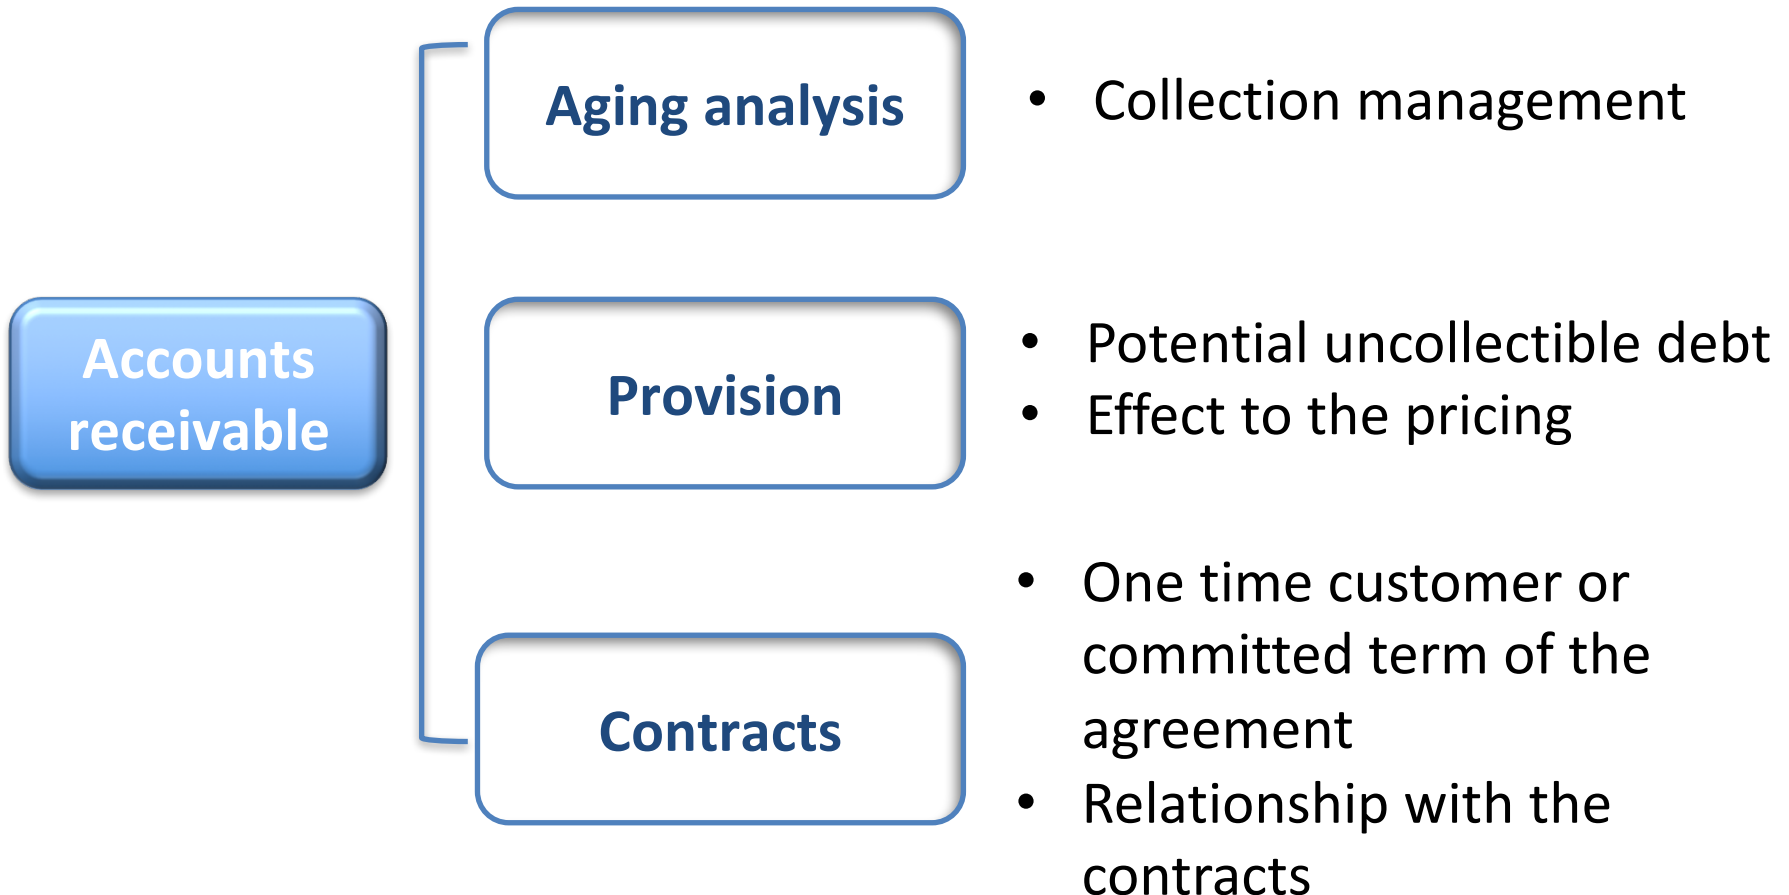 Accounts
receivable
Aging analysis
• Collection management
Provision
• Potential uncollectible debt
• Effect to the pricing
Contracts
• One time customer or
committed term of the
agreement
• Relationship with the
contracts